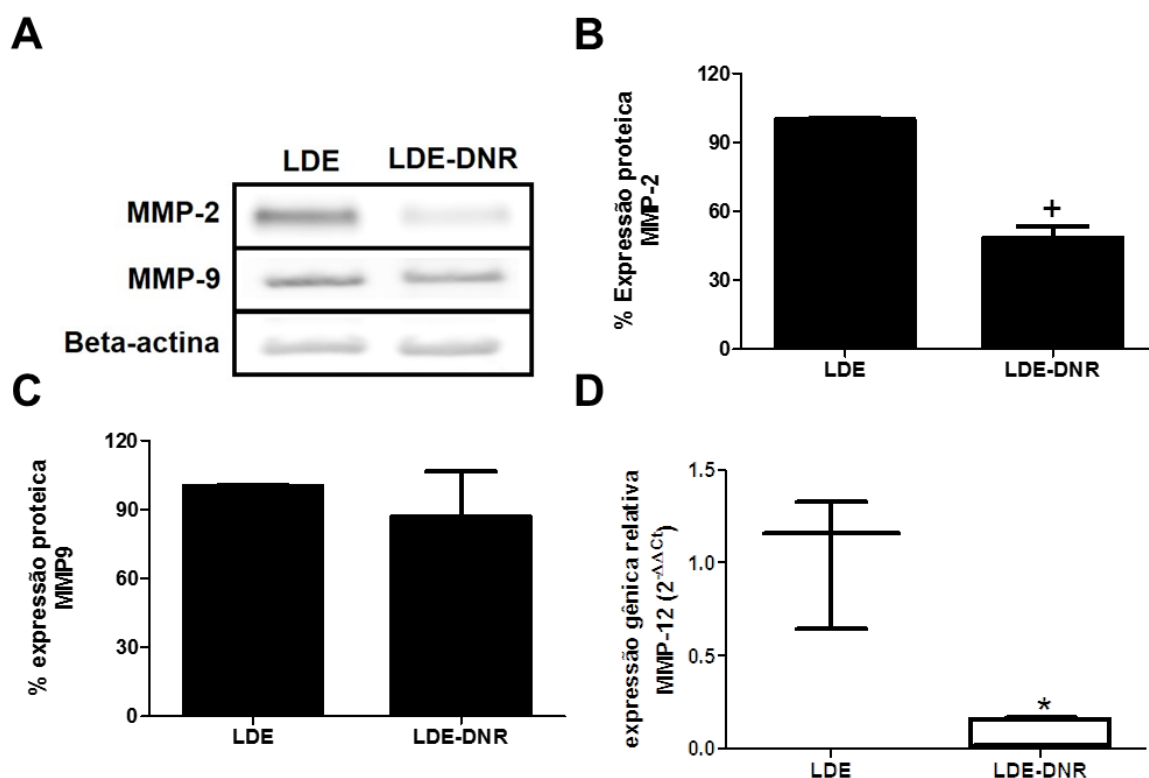 A
LDE LDE-DNR
MMP-2
MMP-9
Beta-actina
B
% Expressão proteica
MMP-2
120
90
60
30
0
+
LDE LDE-DNR
C
% expressão proteica
MMP9
120
90
60
30
0
LDE LDE-DNR
D
expressão gênica relativa
MMP-12 (2-ΔΔCt)
1.5
1.0
0.5
0.0
*
LDE LDE-DNR